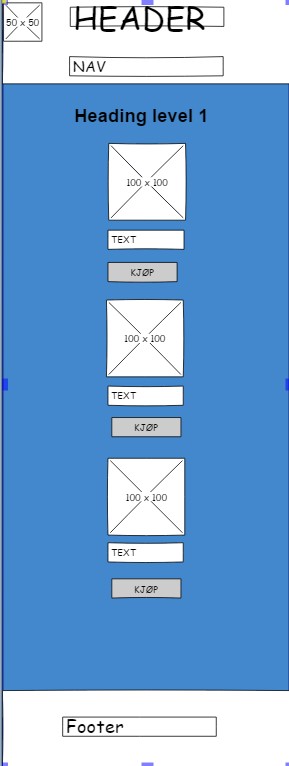 50 x 50
HEADER
NAV
Heading level 1
100 x 100
TEXT
KJØP
100 x 100
TEXT
KJØP
100 x 100
TEXT
KJØP
Footer